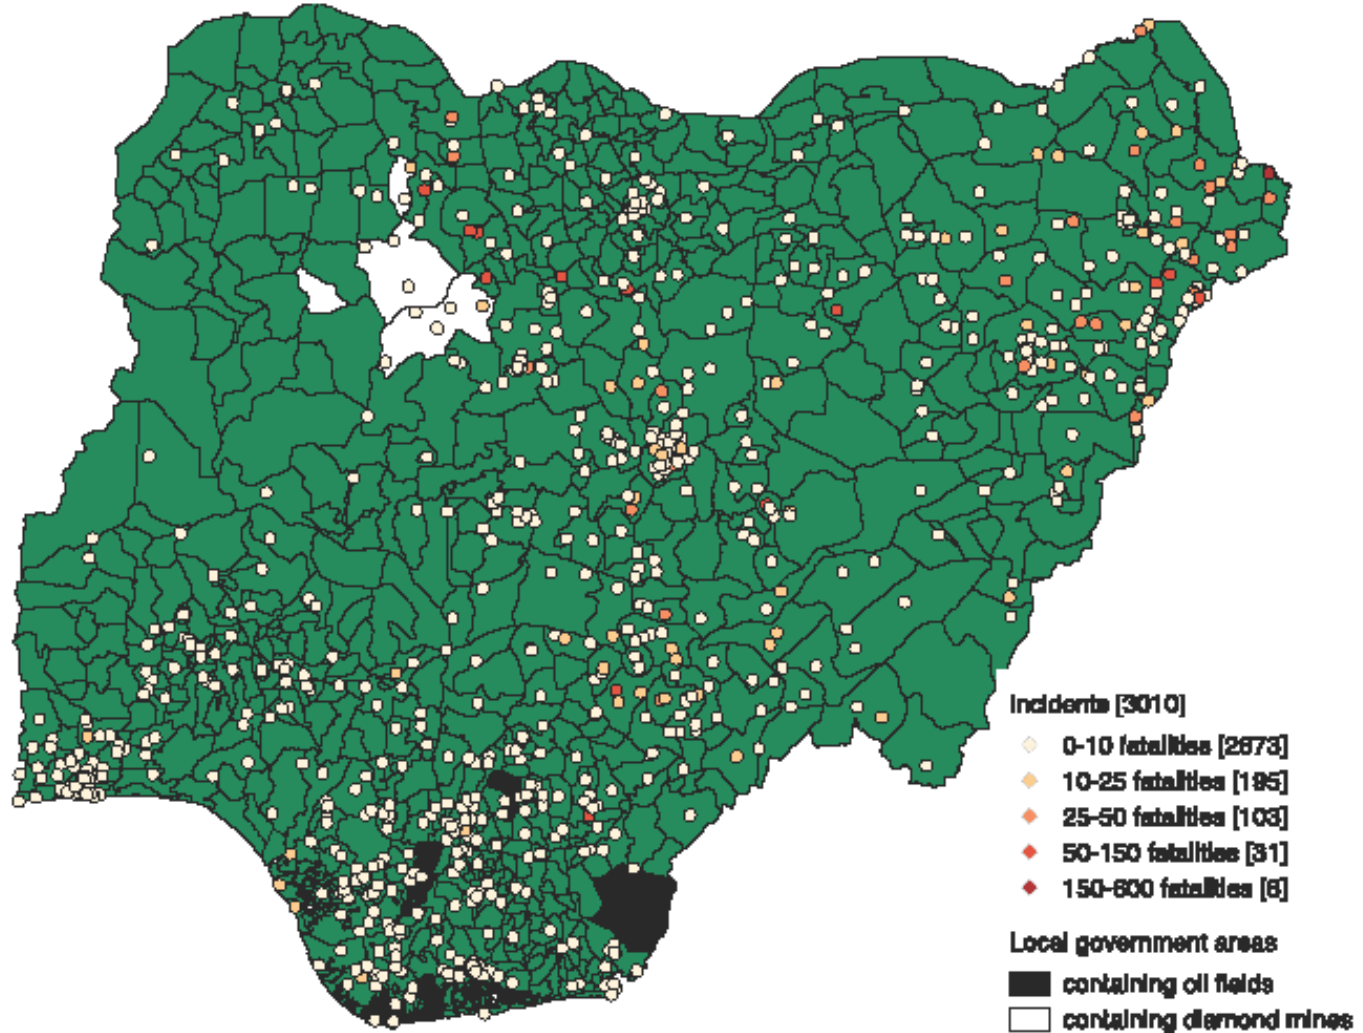 Incidents [3010]
0-10 fatalities [2673]
10-25 fatalities [195]
25-50 fatalities [103]
50-150 fatalities [31]
150-600 fatalities [6]
Local government areas
containing oil fields
containing diamond mines